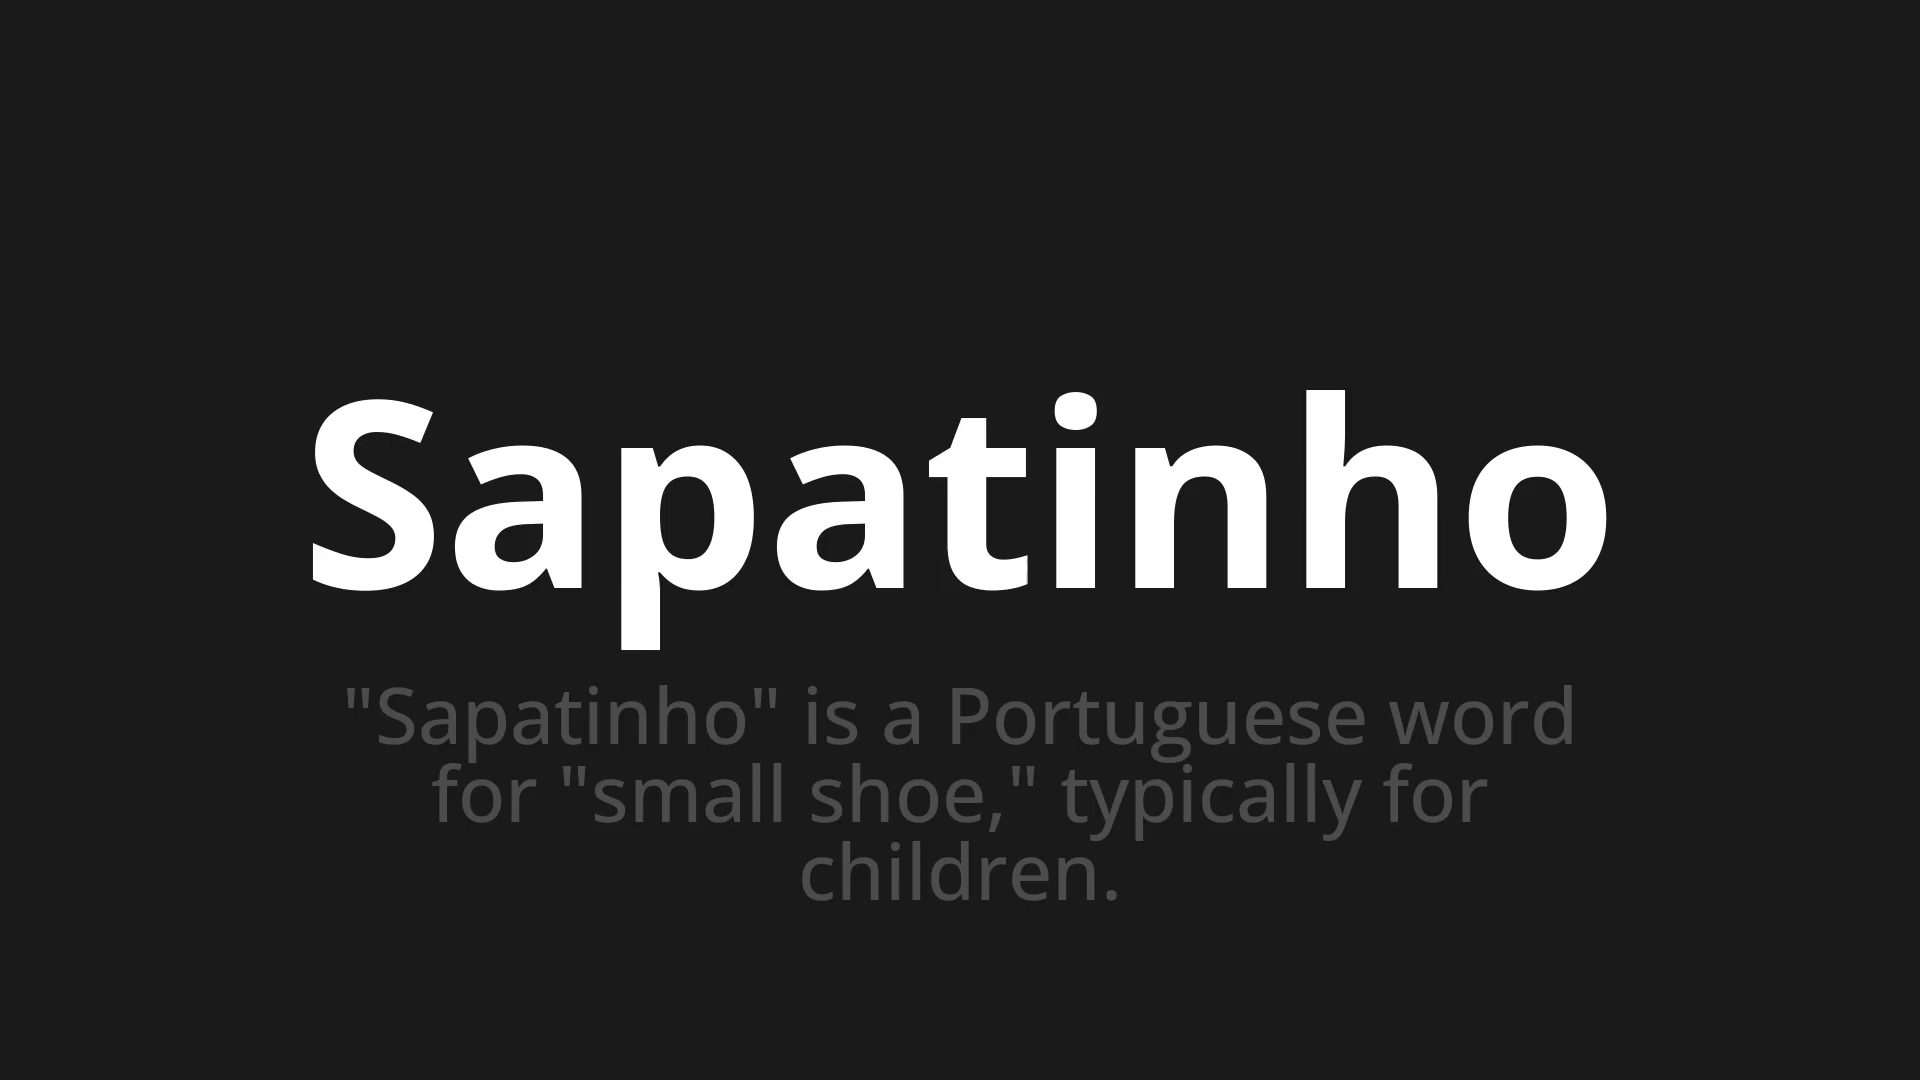 Sapatinho
"Sapatinho" is a Portuguese word
for "small shoe," typically for
children.